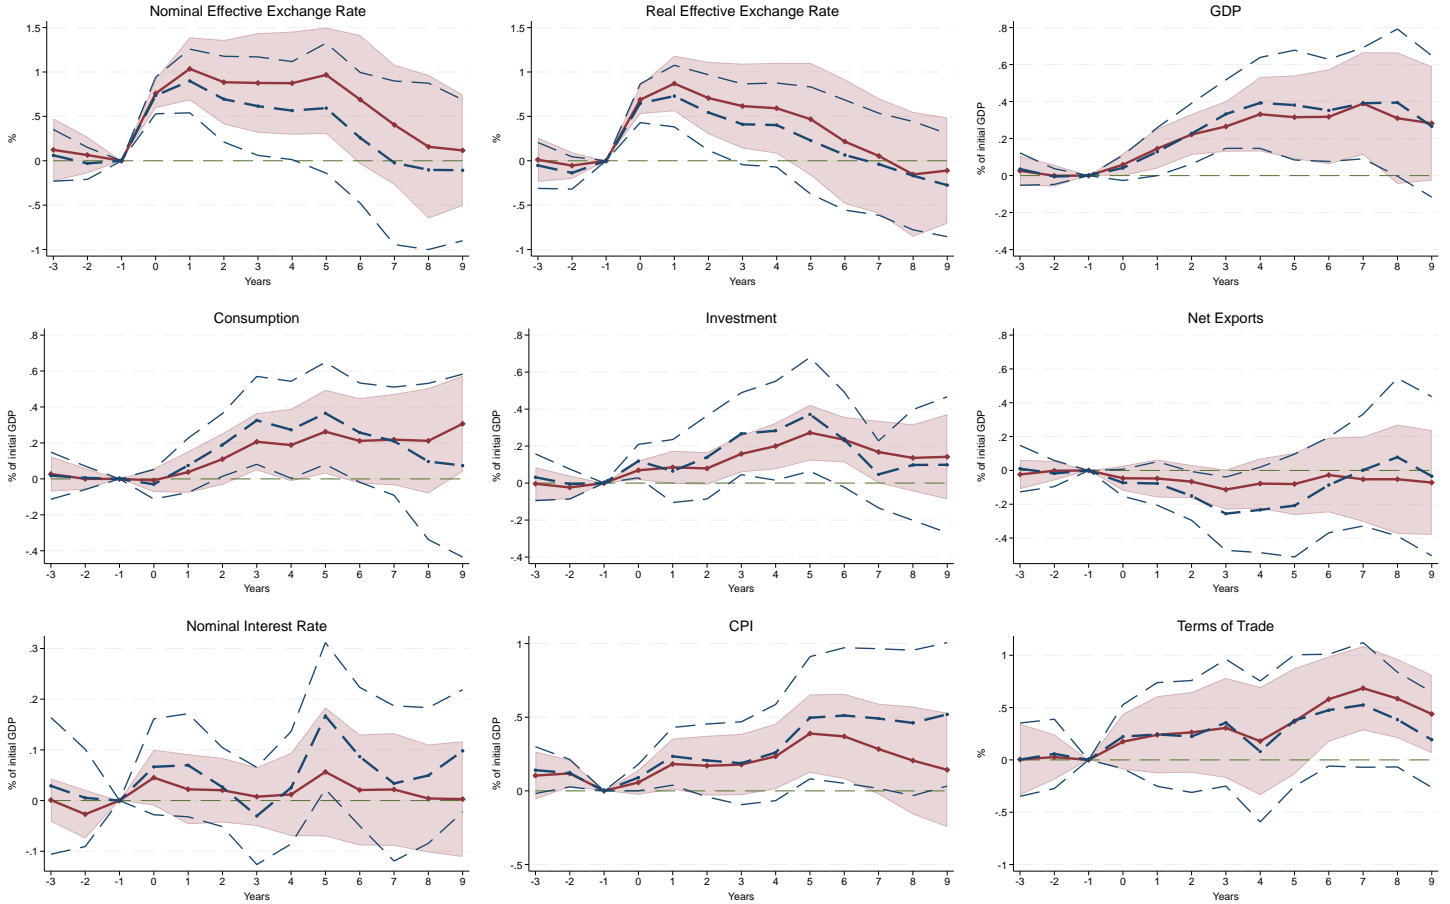 Nominal Effective Exchange Rate
1.5
1
.5
0
-.5
-1
%
-3 -2 -1 0 1 2 3 4 5 6 7 8 9
Years
Real Effective Exchange Rate
1.5
1
.5
0
-.5
-1
%
-3 -2 -1 0 1 2 3 4 5 6 7 8 9
Years
GDP
.8
.6
.4
.2
0
-.2
-.4
% of initial GDP
-3 -2 -1 0 1 2 3 4 5 6 7 8 9
Years
Consumption
.8
.6
.4
.2
0
-.2
-.4
% of initial GDP
-3 -2 -1 0 1 2 3 4 5 6 7 8 9
Years
Investment
.8
.6
.4
.2
0
-.2
-.4
% of initial GDP
-3 -2 -1 0 1 2 3 4 5 6 7 8 9
Years
Net Exports
.8
.6
.4
.2
0
-.2
-.4
% of initial GDP
-3 -2 -1 0 1 2 3 4 5 6 7 8 9
Years
Nominal Interest Rate
.3
.2
.1
0
-.1
% of initial GDP
-3 -2 -1 0 1 2 3 4 5 6 7 8 9
Years
CPI
1
.5
0
-.5
% of initial GDP
-3 -2 -1 0 1 2 3 4 5 6 7 8 9
Years
Terms of Trade
1
.5
0
-.5
-1
%
-3 -2 -1 0 1 2 3 4 5 6 7 8 9
Years